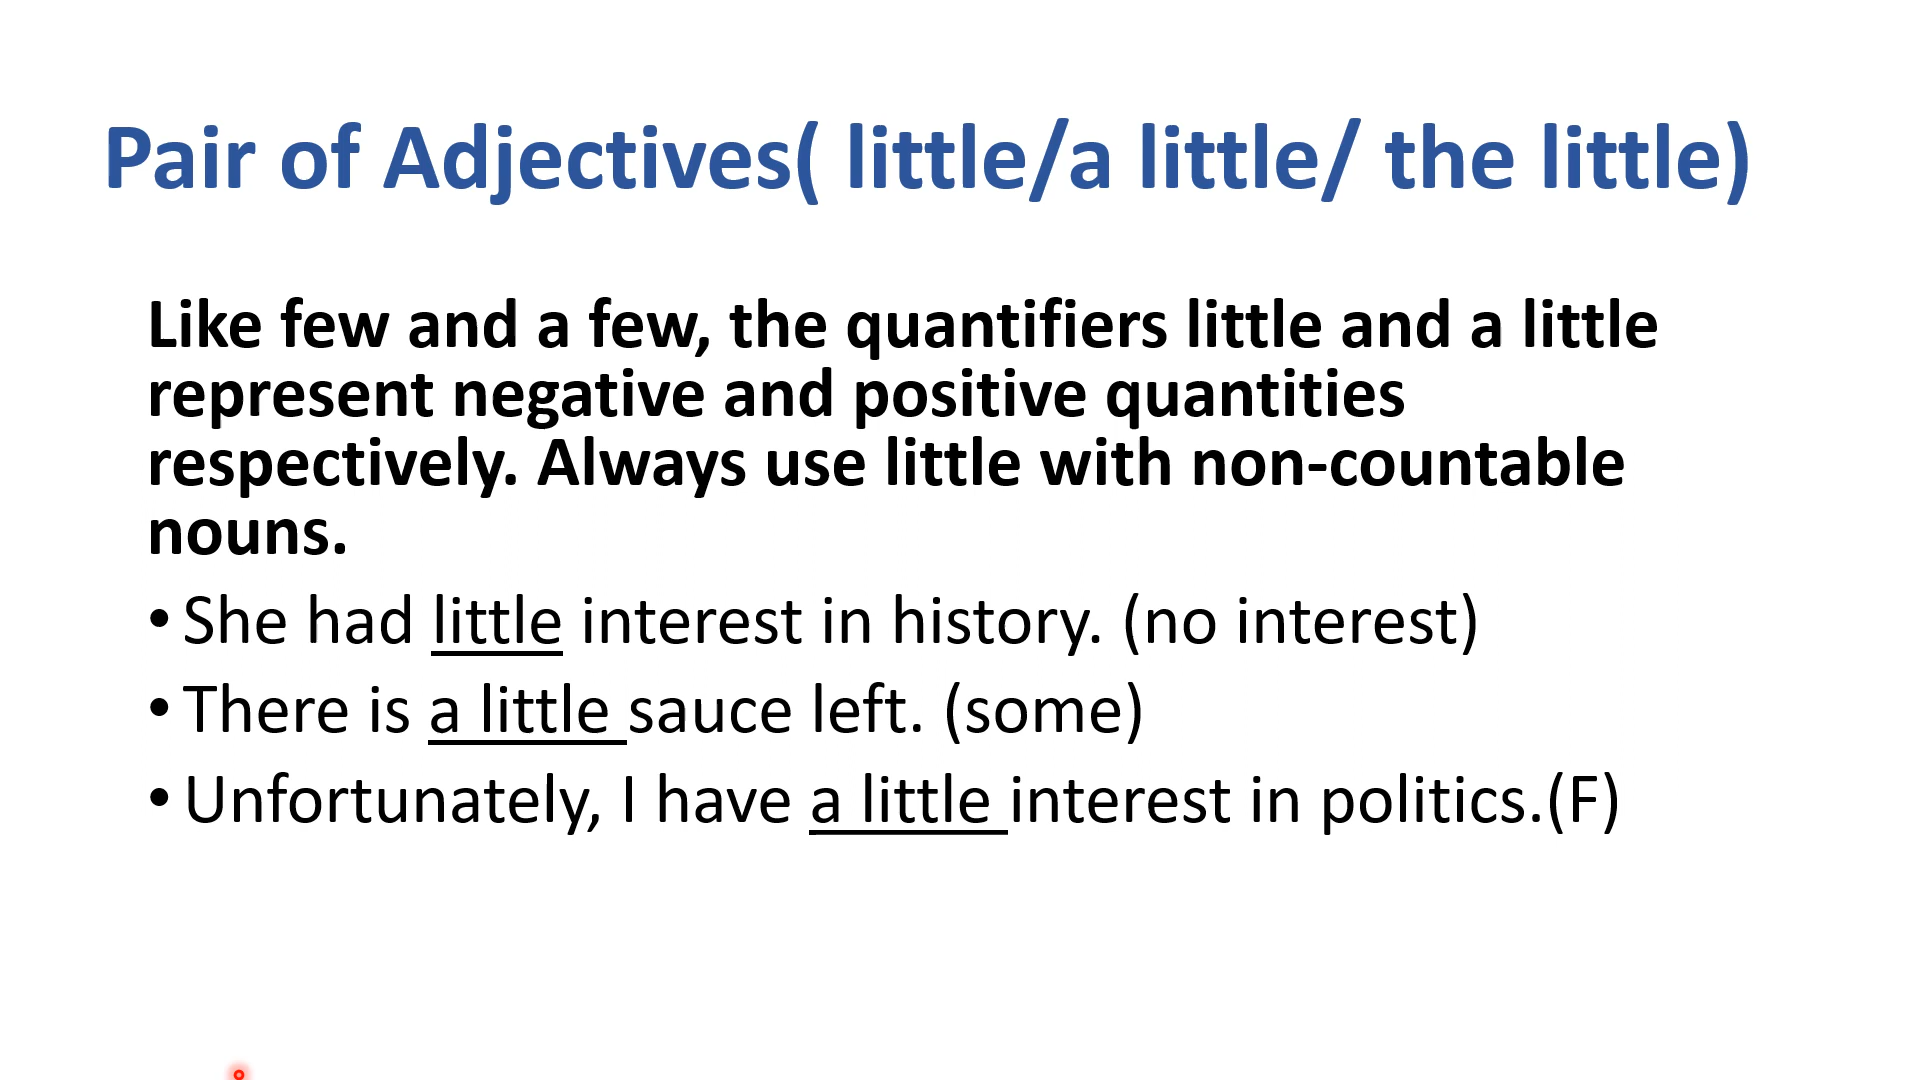 Pair of Adjectives( little/a little/ the little)
Like few and a few, the quantifiers little and a little
represent negative and positive quantities
respectively. Always use little with non-countable
nouns.
• She had little interest in history. (no interest)
• There is a little sauce left. (some)
• Unfortunately, I have a little interest in politics.(F)